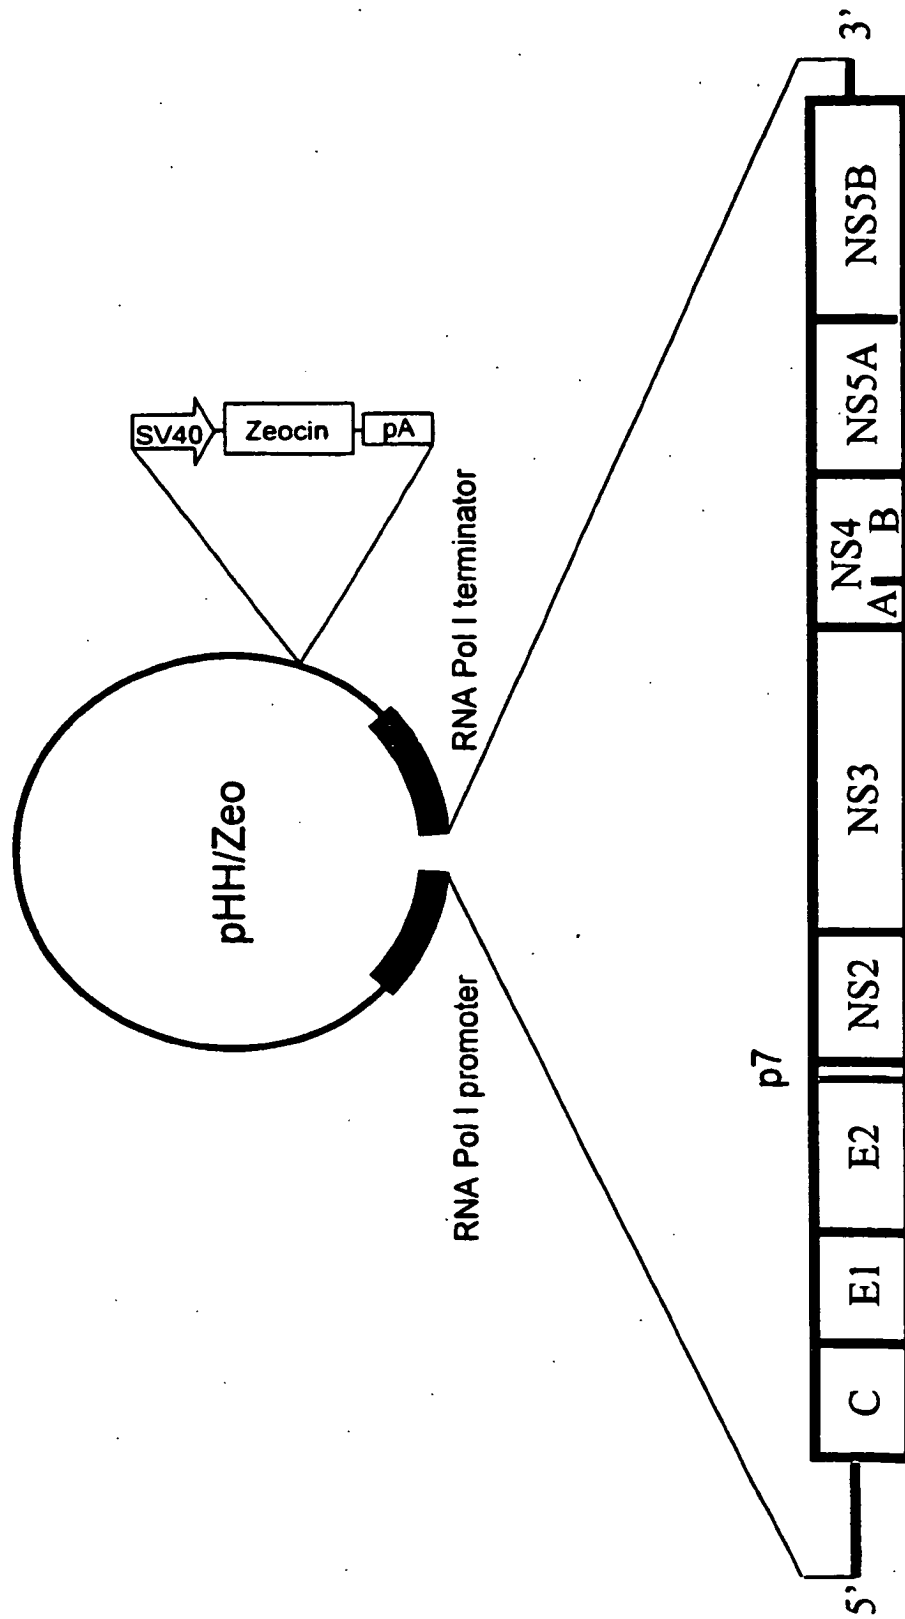 pHH/Zeo
SV40
Zeocin
pA
RNA Pol I promoter
RNA Pol I terminator
p7
5'
C
E1
E2
NS2
NS3
NS4
A
B
NS5A
NS5B
3'